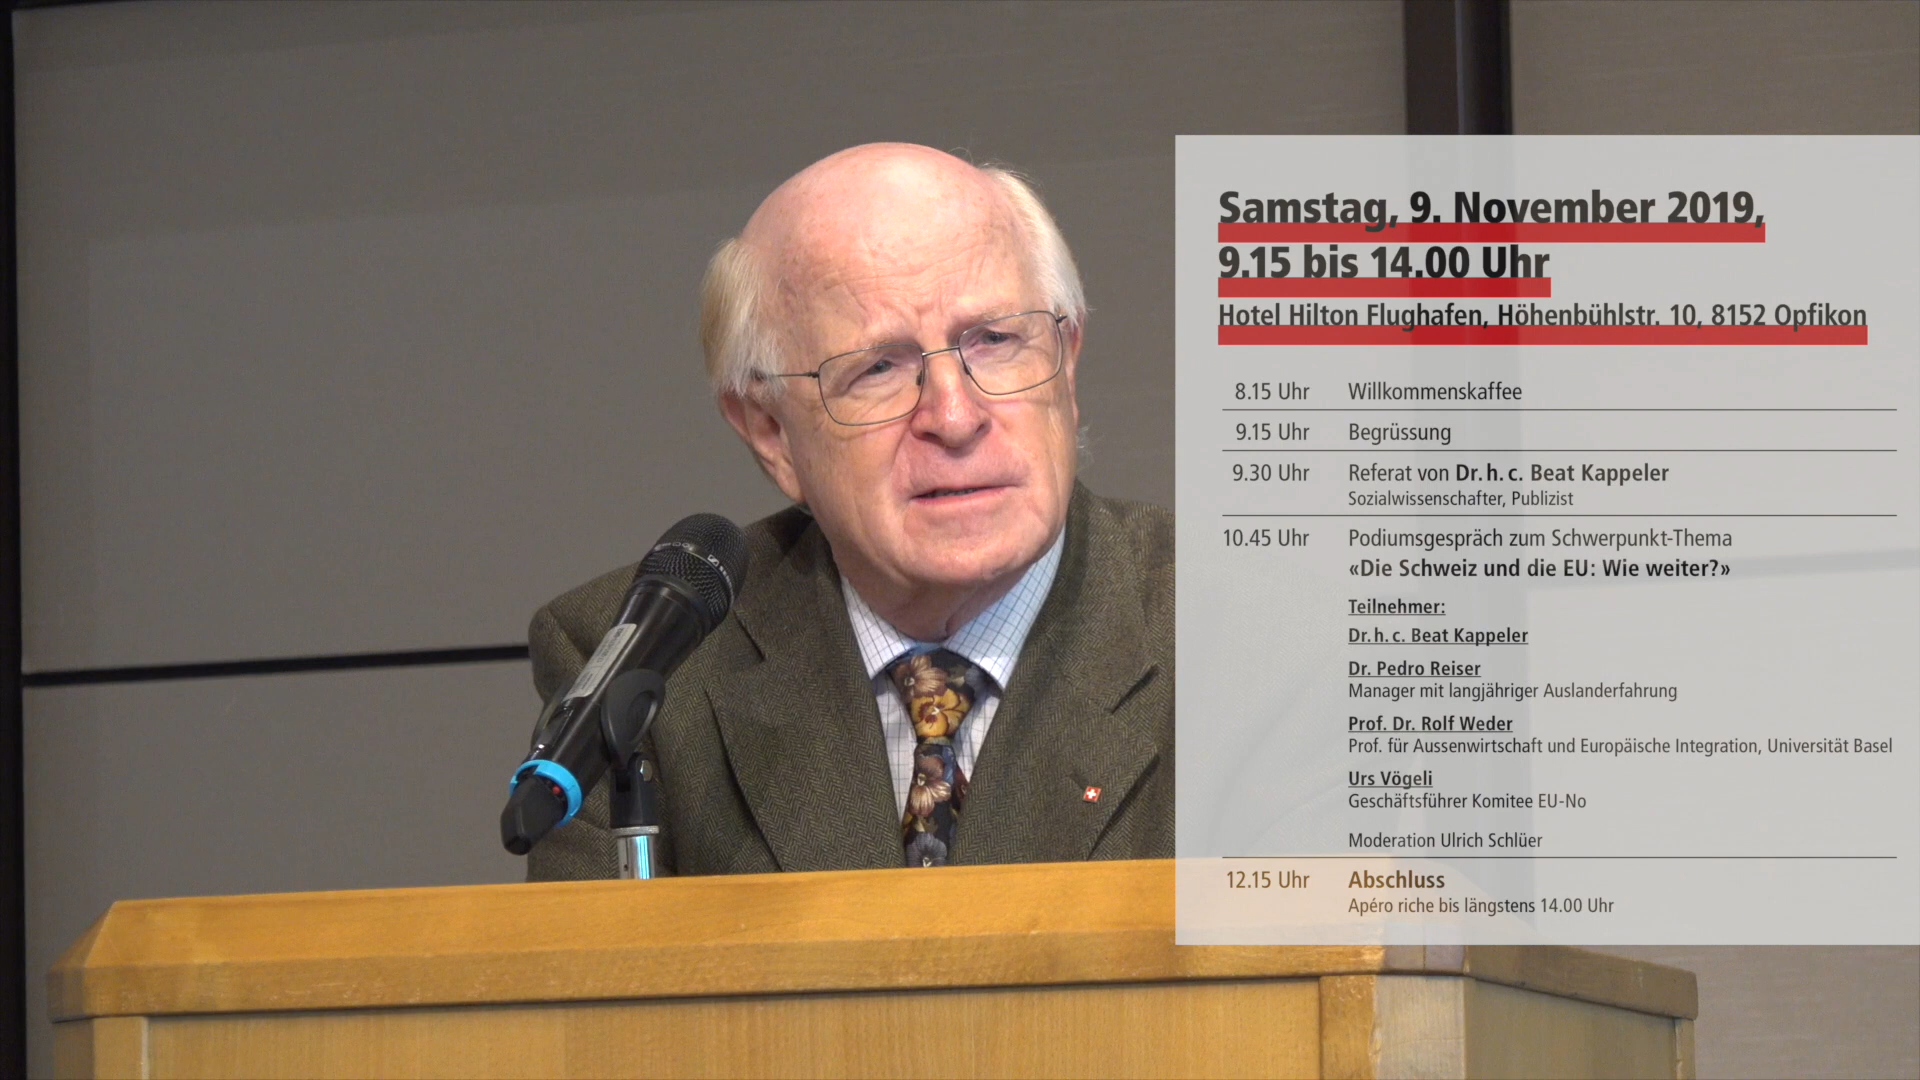 Samstag, 9. November 2019,
9.15 bis 14.00 Uhr
Hotel Hilton Flughafen, Höhenbühlstr. 10, 8152 Opfikon
8.15 Uhr Willkommenskaffee
9.15 Uhr Begrüssung
9.30 Uhr Referat von Dr. h. c. Beat Kappeler
Sozialwissenschafter, Publizist
10.45 Uhr Podiumsgespräch zum Schwerpunkt-Thema
«Die Schweiz und die EU: Wie weiter?»
Teilnehmer:
Dr. h. c. Beat Kappeler
Dr. Pedro Reiser
Manager mit langjähriger Auslanderfahrung
Prof. Dr. Rolf Weder
Prof. für Aussenwirtschaft und Europäische Integration, Universität Basel
Urs Vögeli
Geschäftsführer Komitee EU-No
Moderation Ulrich Schlüer
12.15 Uhr Abschluss
Apéro riche bis längstens 14.00 Uhr